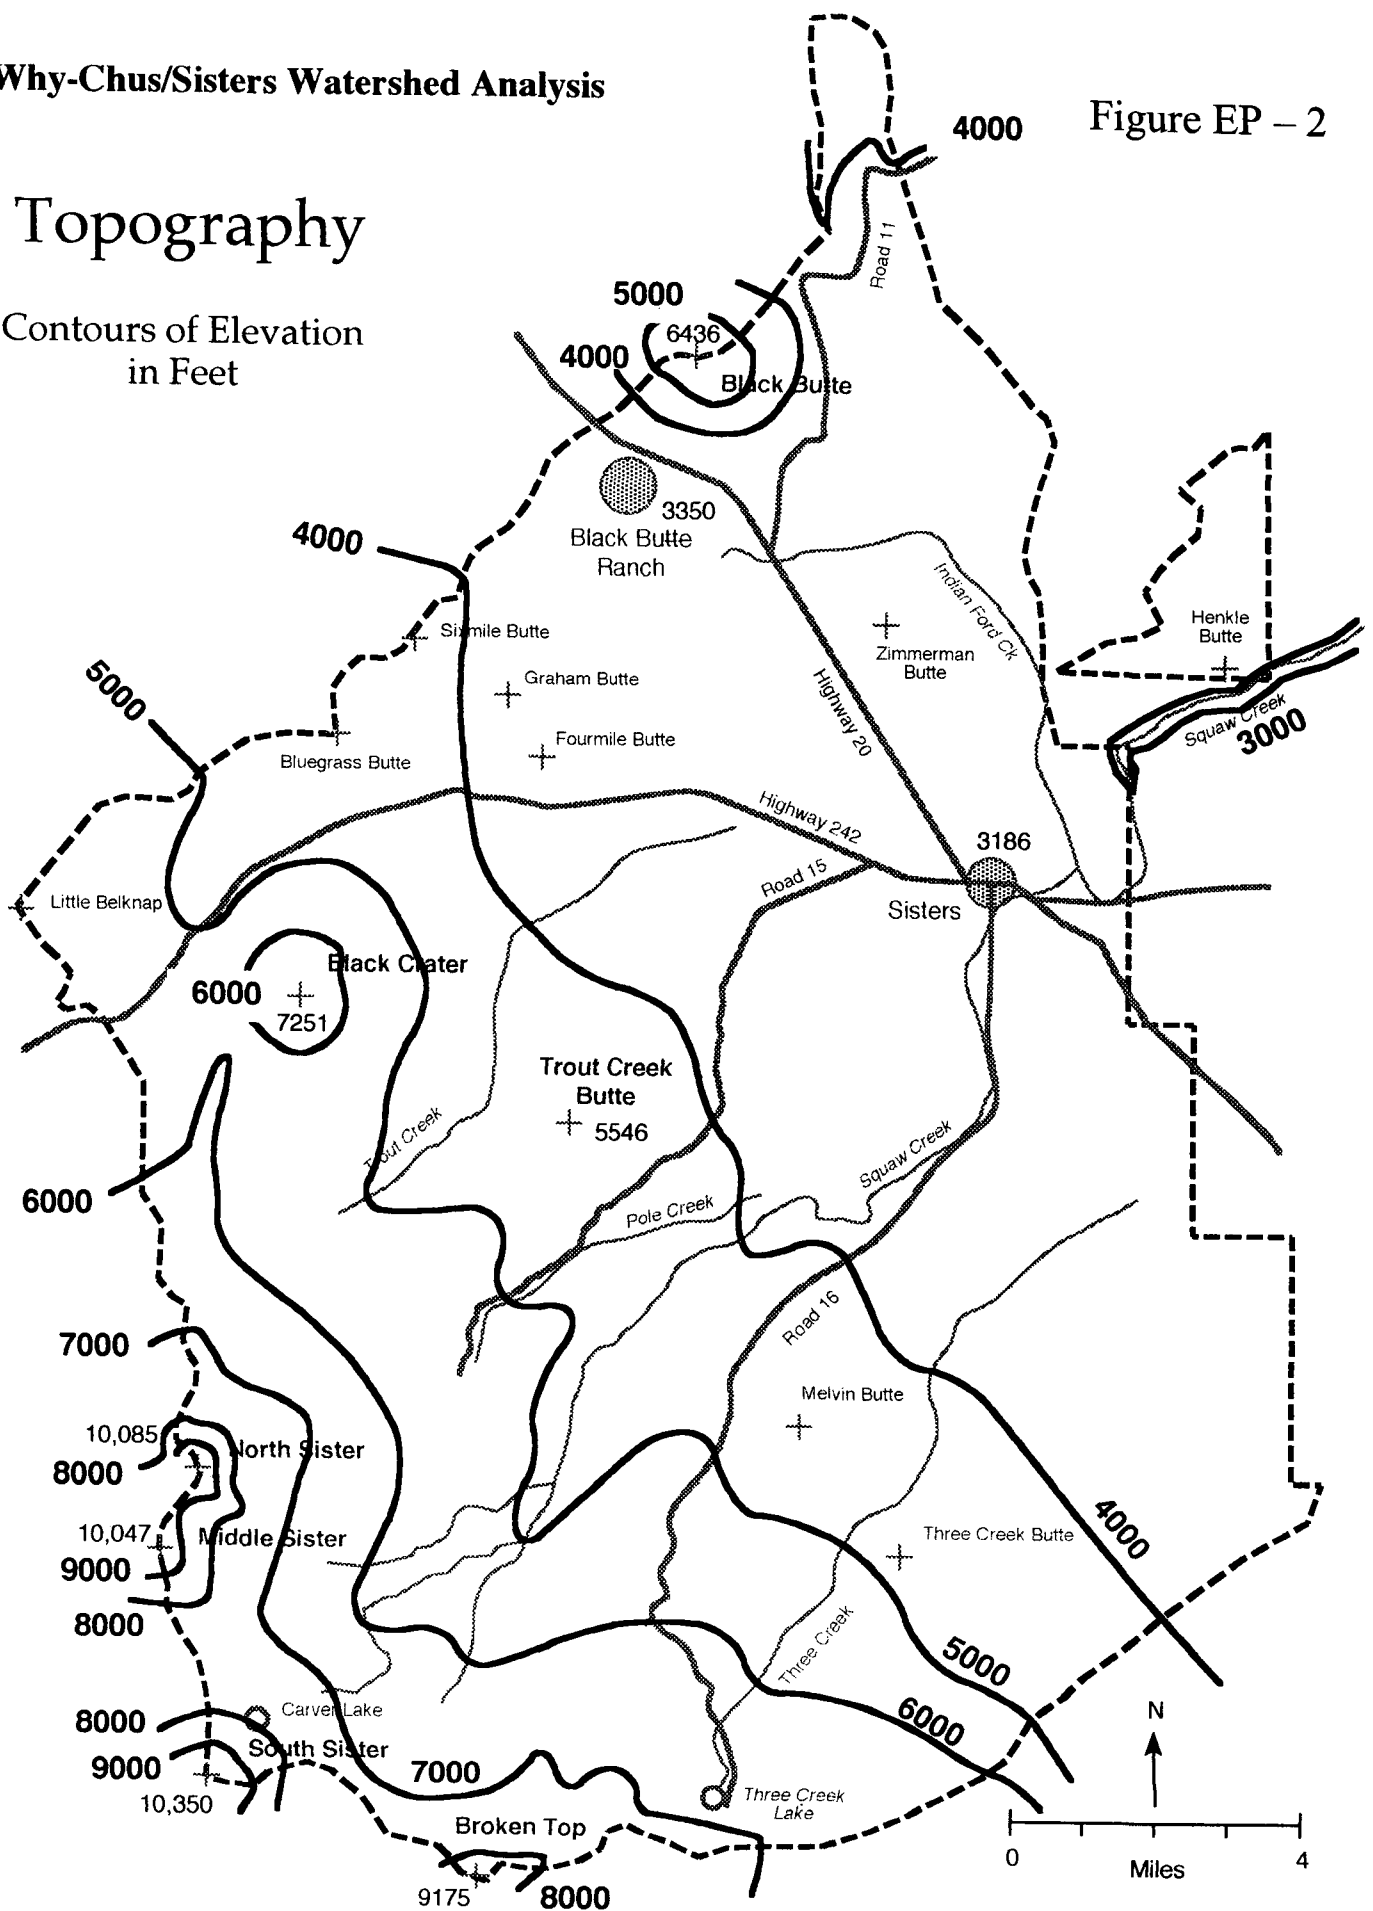 Why-Chus/Sisters Watershed Analysis
Figure EP – 2
4000
Topography
Contours of Elevation
in Feet
Road 11
5000
6436
4000
Black Butte
3350
Black Butte
Ranch
4000
Indian Ford Ck
Sixmile Butte
Henkle
Butte
Zimmerman
Butte
Graham Butte
5000
Highway 20
Fourmile Butte
Bluegrass Butte
Squaw Creek
3000
Highway 242
3186
Road 15
Little Belknap
Sisters
Black Crater
6000
7251
Trout Creek
Butte
5546
Trout Creek
Squaw Creek
6000
Pole Creek
Road 16
7000
Melvin Butte
10,085
North Sister
8000
10,047
Middle Sister
Three Creek Butte
4000
9000
8000
Three Creek
5000
Carver Lake
8000
6000
N
South Sister
9000
7000
10,350
Three Creek
Lake
Broken Top
0
4
Miles
9175
8000